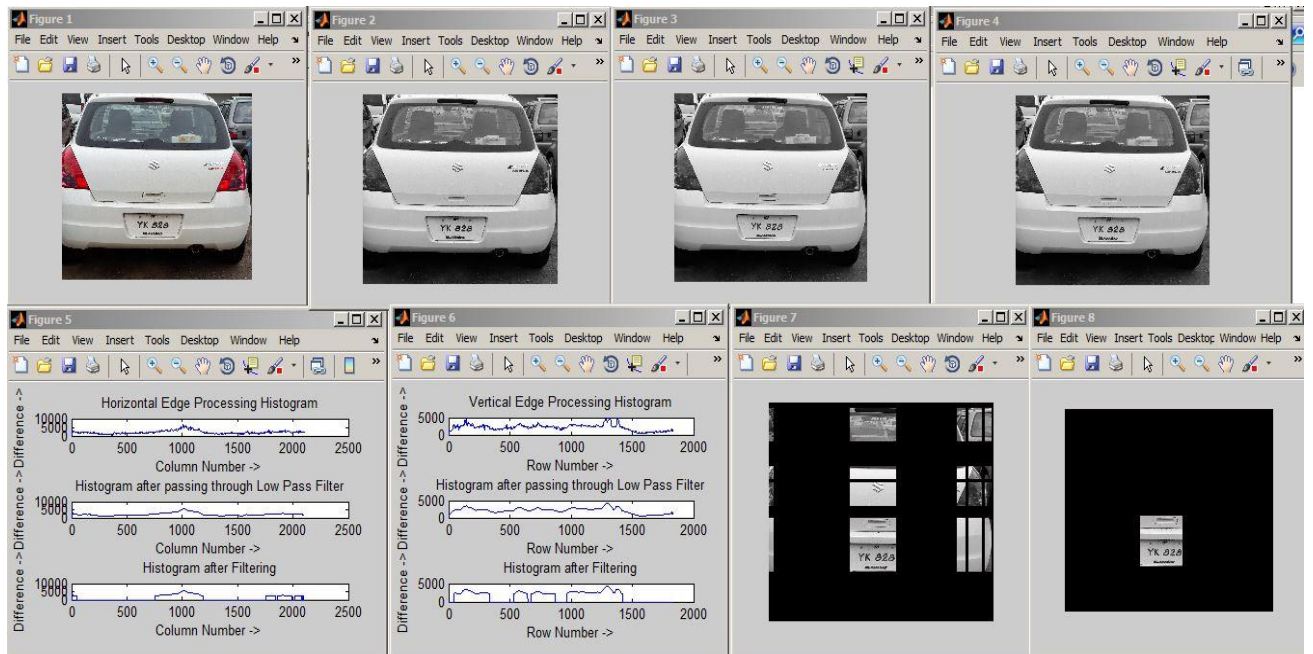 Figure 1
File Edit View Insert Tools Desktop Window Help
YK 828
Figure 2
File Edit View Insert Tools Desktop Window Help
YK 828
Figure 3
File Edit View Insert Tools Desktop Window Help
YK 828
Figure 4
File Edit View Insert Tools Desktop Window Help
YK 828
Figure 5
File Edit View Insert Tools Desktop Window Help
Horizontal Edge Processing Histogram
10000
5000
0
0 500 1000 1500 2000 2500
Column Number ->
Difference ->
Histogram after passing through Low Pass Filter
10000
5000
0
0 500 1000 1500 2000 2500
Column Number ->
Difference ->
Histogram after Filtering
10000
5000
0
0 500 1000 1500 2000 2500
Column Number ->
Difference ->
Figure 6
File Edit View Insert Tools Desktop Window Help
Vertical Edge Processing Histogram
5000
0
0 500 1000 1500 2000
Row Number ->
Difference ->
Histogram after passing through Low Pass Filter
5000
0
0 500 1000 1500 2000
Row Number ->
Difference ->
Histogram after Filtering
5000
0
0 500 1000 1500 2000
Row Number ->
Difference ->
Figure 7
File Edit View Insert Tools Desktop Window Help
YK 828
Figure 8
File Edit View Insert Tools Desktop Window Help
YK 828